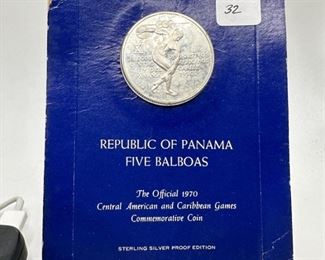 32
REPUBLIC OF PANAMA
FIVE BALBOAS
The Official 1970
Central American and Caribbean Games
Commemorative Coin
STERLING SILVER PROOF EDITION